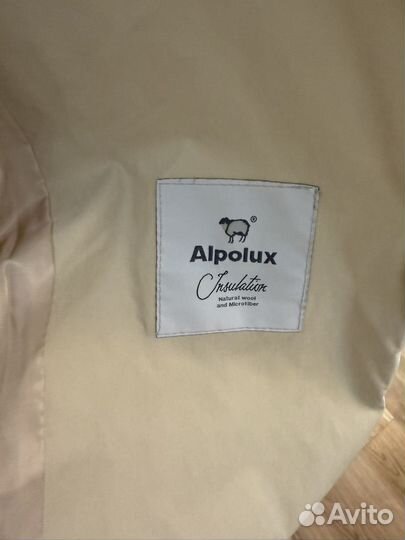 ®
Alpolux
Insulation
Natural wool
and Microfiber
Avito